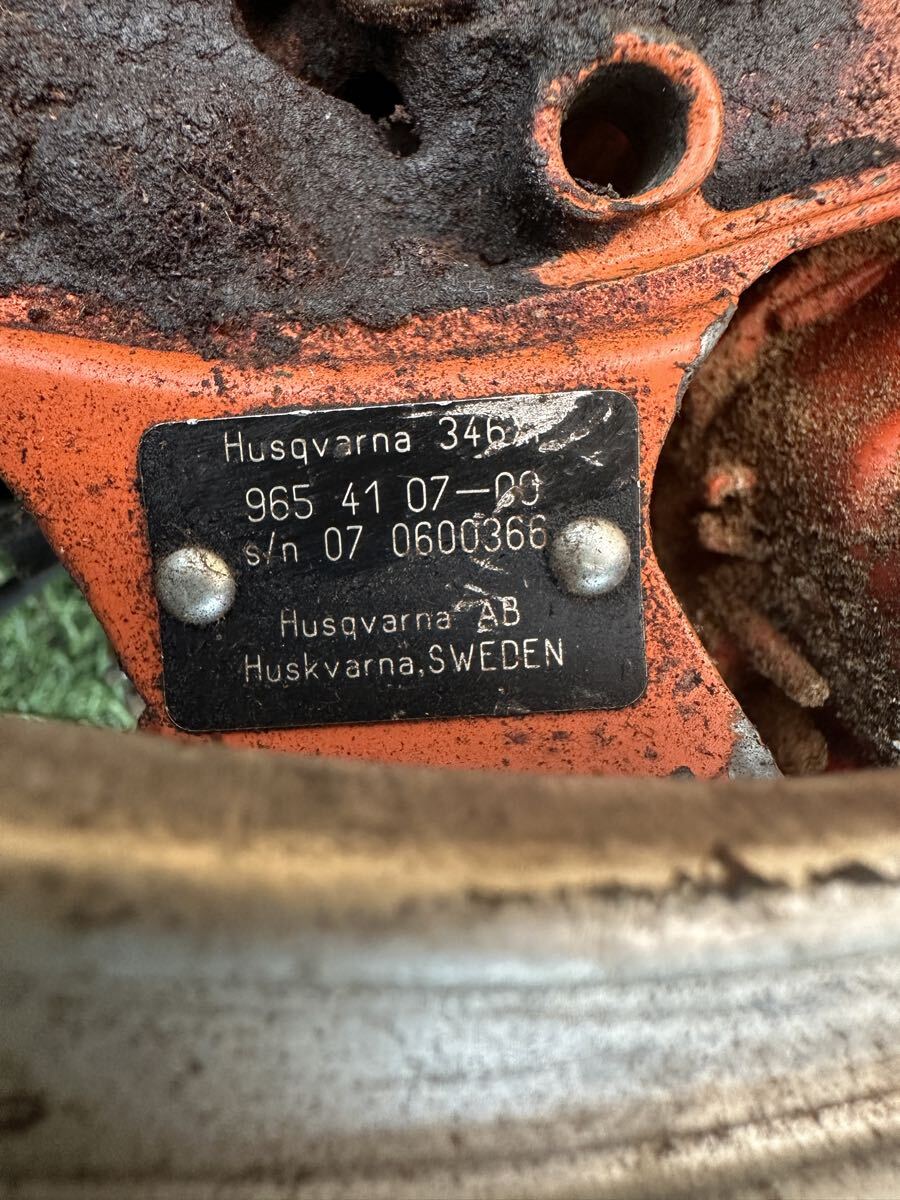 Husqvarna 346
965 41 07-00
s/n 07 0600366
Husqvarna AB
Huskvarna, SWEDEN